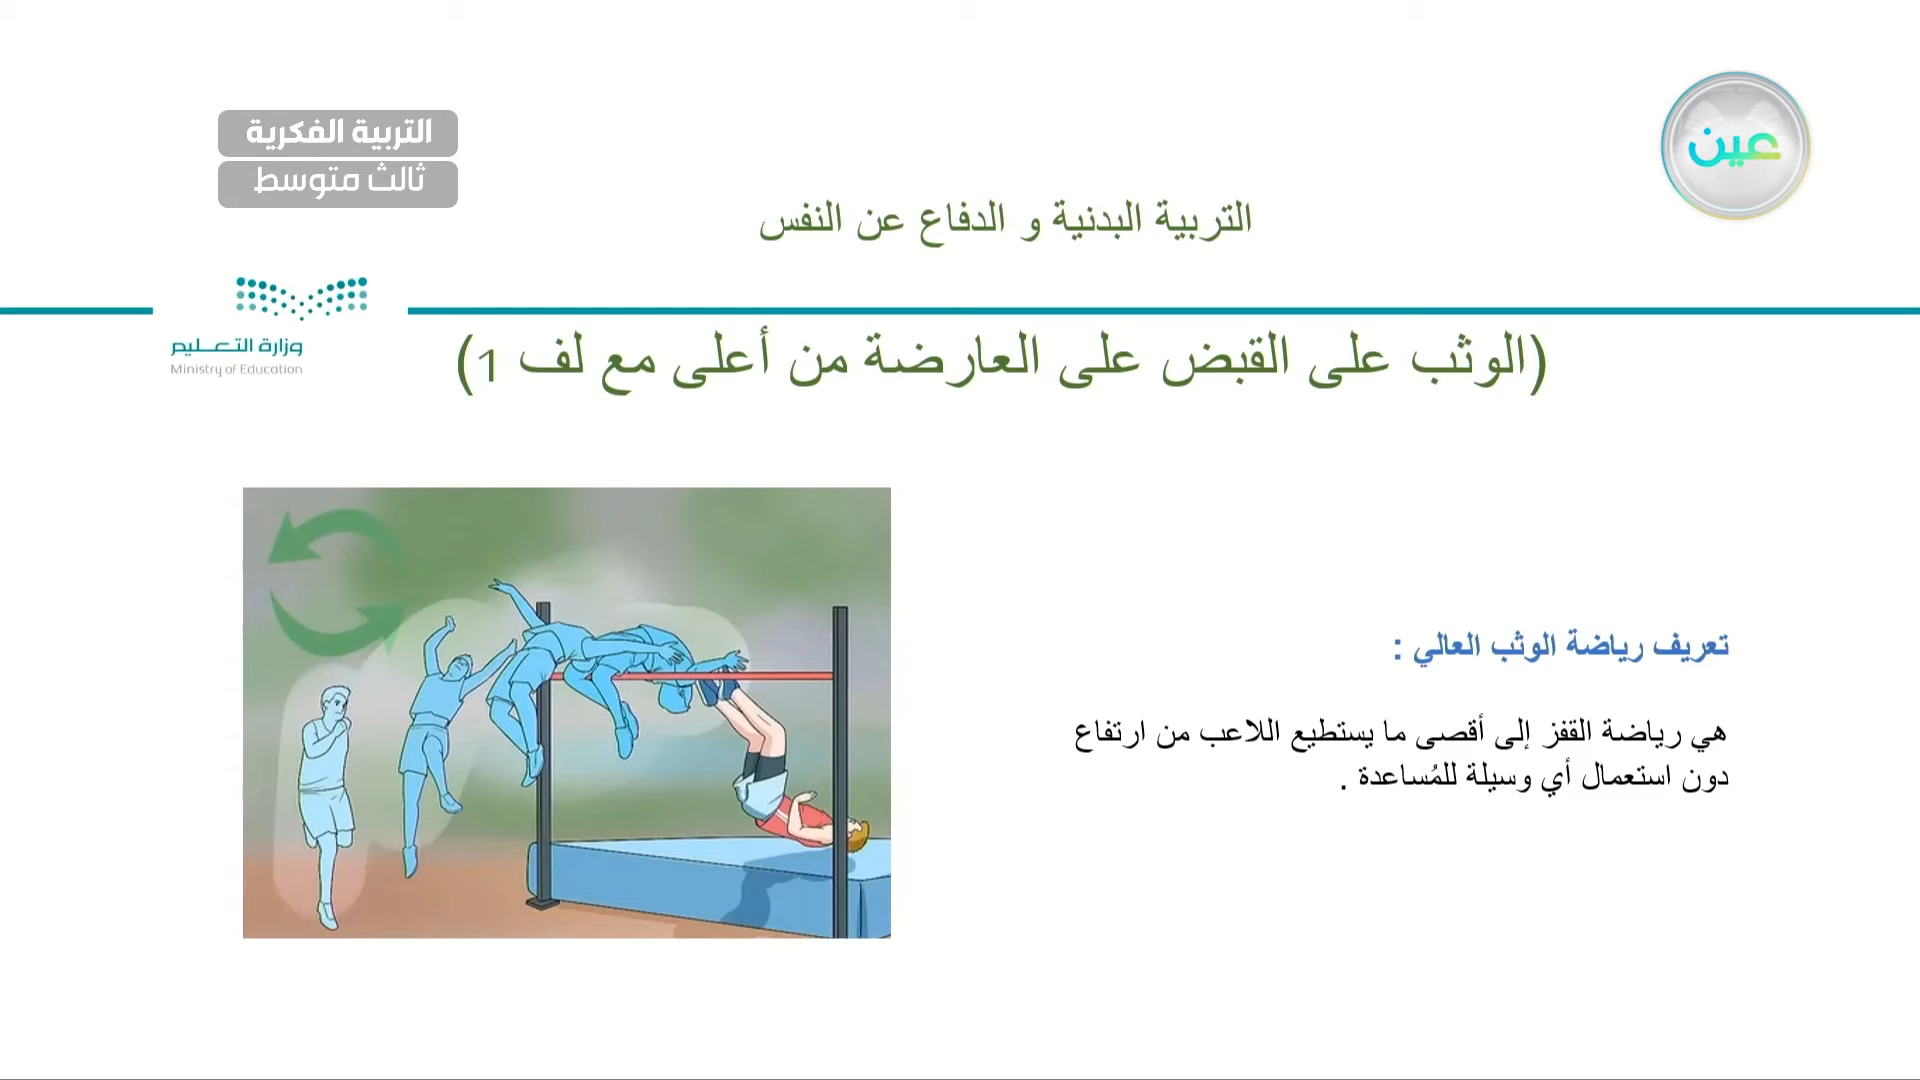 التربية الفكرية
ثالث متوسط
عين
التربية البدنية و الدفاع عن النفس
وزارة التعليم
Ministry of Education
(الوثب على القبض على العارضة من أعلى مع لف 1)
تعريف رياضة الوثب العالي :
هي رياضة القفز إلى أقصى ما يستطيع اللاعب من ارتفاع
دون استعمال أي وسيلة للمُساعدة .